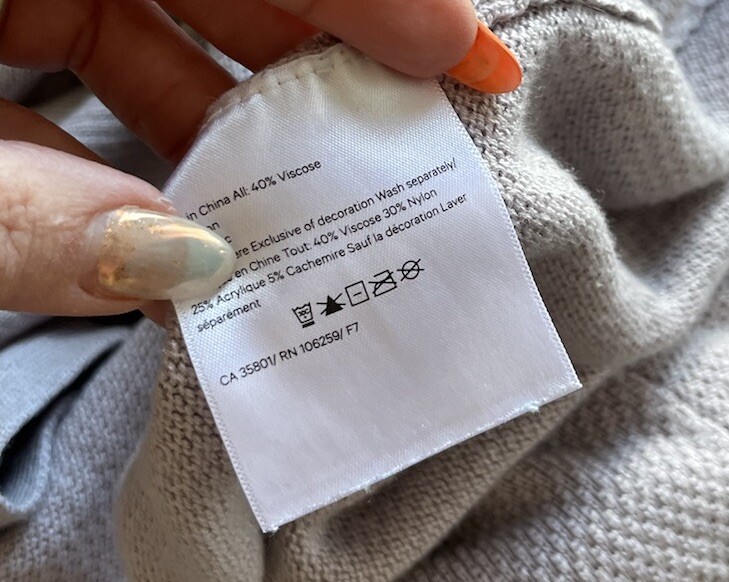 in China All: 40% Viscose
Exclusive of decoration Wash separately/
en Chine Tout: 40% Viscose 30% Nylon
25% Acrylique 5% Cachemire Sauf la décoration Laver
séparément
CA 35801/ RN 106259/ F7